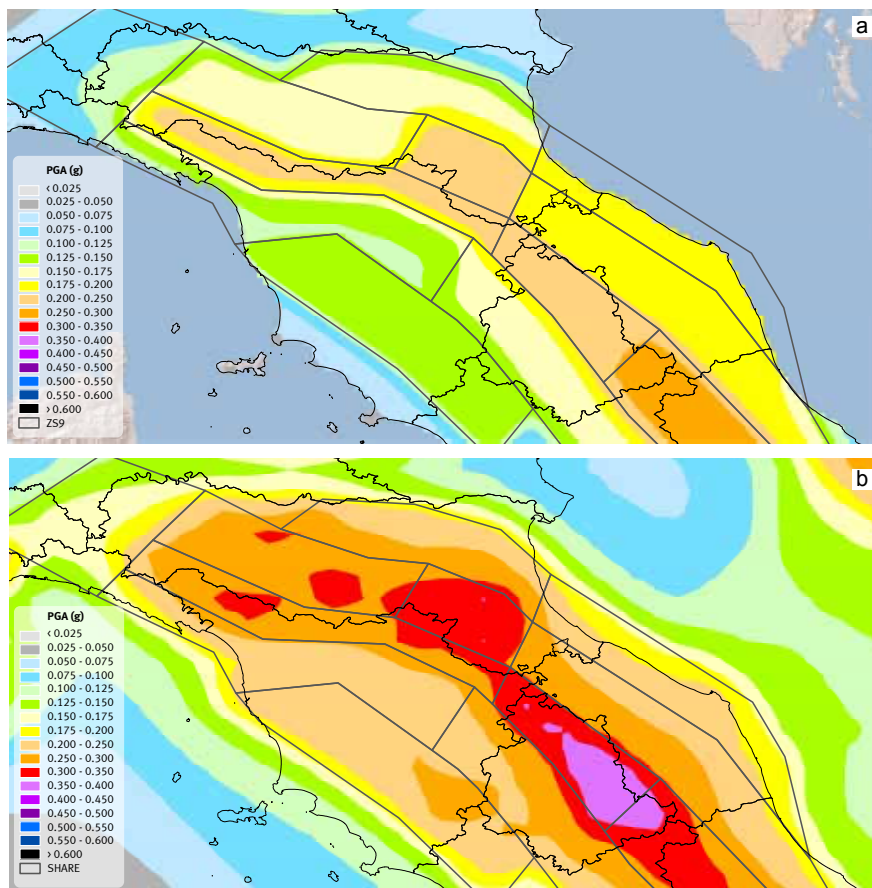 a
PGA (g)
< 0.025
0.025 - 0.050
0.050 - 0.075
0.075 - 0.100
0.100 - 0.125
0.125 - 0.150
0.150 - 0.175
0.175 - 0.200
0.200 - 0.250
0.250 - 0.300
0.300 - 0.350
0.350 - 0.400
0.400 - 0.450
0.450 - 0.500
0.500 - 0.550
0.550 - 0.600
> 0.600
ZS9
b
PGA (g)
< 0.025
0.025 - 0.050
0.050 - 0.075
0.075 - 0.100
0.100 - 0.125
0.125 - 0.150
0.150 - 0.175
0.175 - 0.200
0.200 - 0.250
0.250 - 0.300
0.300 - 0.350
0.350 - 0.400
0.400 - 0.450
0.450 - 0.500
0.500 - 0.550
0.550 - 0.600
> 0.600
SHARE